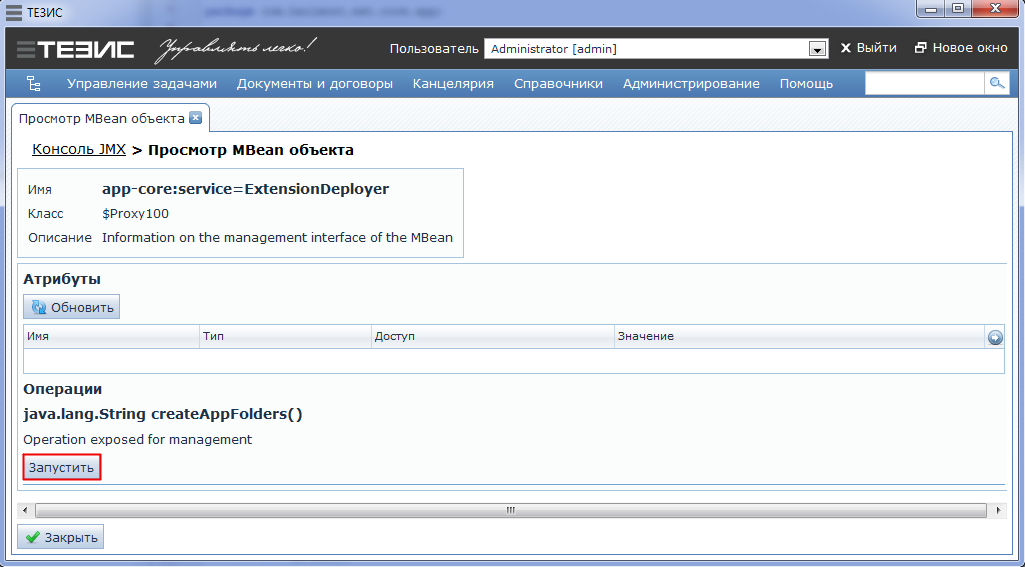 ТЕЗИС
ТЕЗИС Управлять легко! Пользователь Administrator [admin] Выйти Новое окно
Управление задачами Документы и договоры Канцелярия Справочники Администрирование Помощь
Просмотр MBean объекта
Консоль JMX > Просмотр MBean объекта
Имя app-core:service=ExtensionDeployer
Класс $Proxy100
Описание Information on the management interface of the MBean
Атрибуты
Обновить
Имя Тип Доступ Значение
Операции
java.lang.String createAppFolders()
Operation exposed for management
Запустить
Закрыть